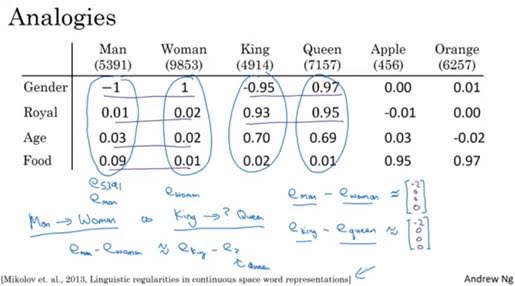 Analogies
Man Woman King Queen Apple Orange
(5391) (9853) (4914) (7157) (456) (6257)
Gender −1 1 -0.95 0.97 0.00 0.01
Royal 0.01 0.02 0.93 0.95 -0.01 0.00
Age 0.03 0.02 0.70 0.69 0.03 -0.02
Food 0.09 0.01 0.02 0.01 0.95 0.97
e5391
eman ewoman
eman − ewoman ≈ [-2 0 0 0]
Man → Woman as King → ? Queen
eking − equeen ≈ [-2 0 0 0]
eman − ewoman ≈ eking − e?
↑ queen
[Mikolov et. al., 2013, Linguistic regularities in continuous space word representations]
Andrew Ng